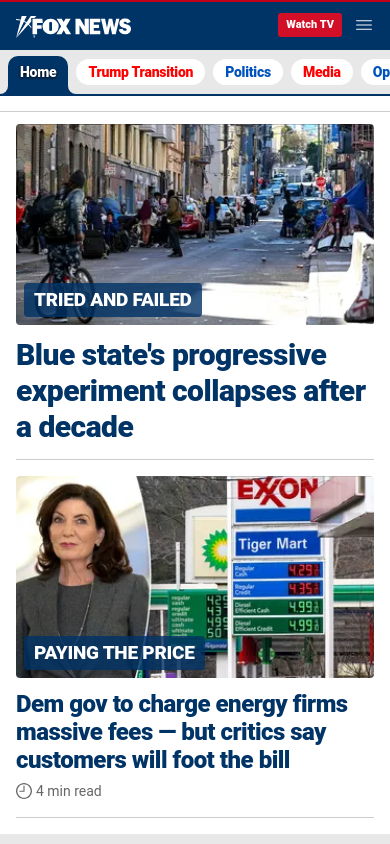 FOX NEWS
Watch TV
Home
Trump Transition
Politics
Media
Op
TRIED AND FAILED
Blue state's progressive
experiment collapses after
a decade
EXXON
Tiger Mart
Regular
Cash
4.29
Regular
Credit
4.35
Diesel
Efficient Cash
4.99
Diesel
Efficient Credit
4.99
PAYING THE PRICE
Dem gov to charge energy firms
massive fees — but critics say
customers will foot the bill
4 min read